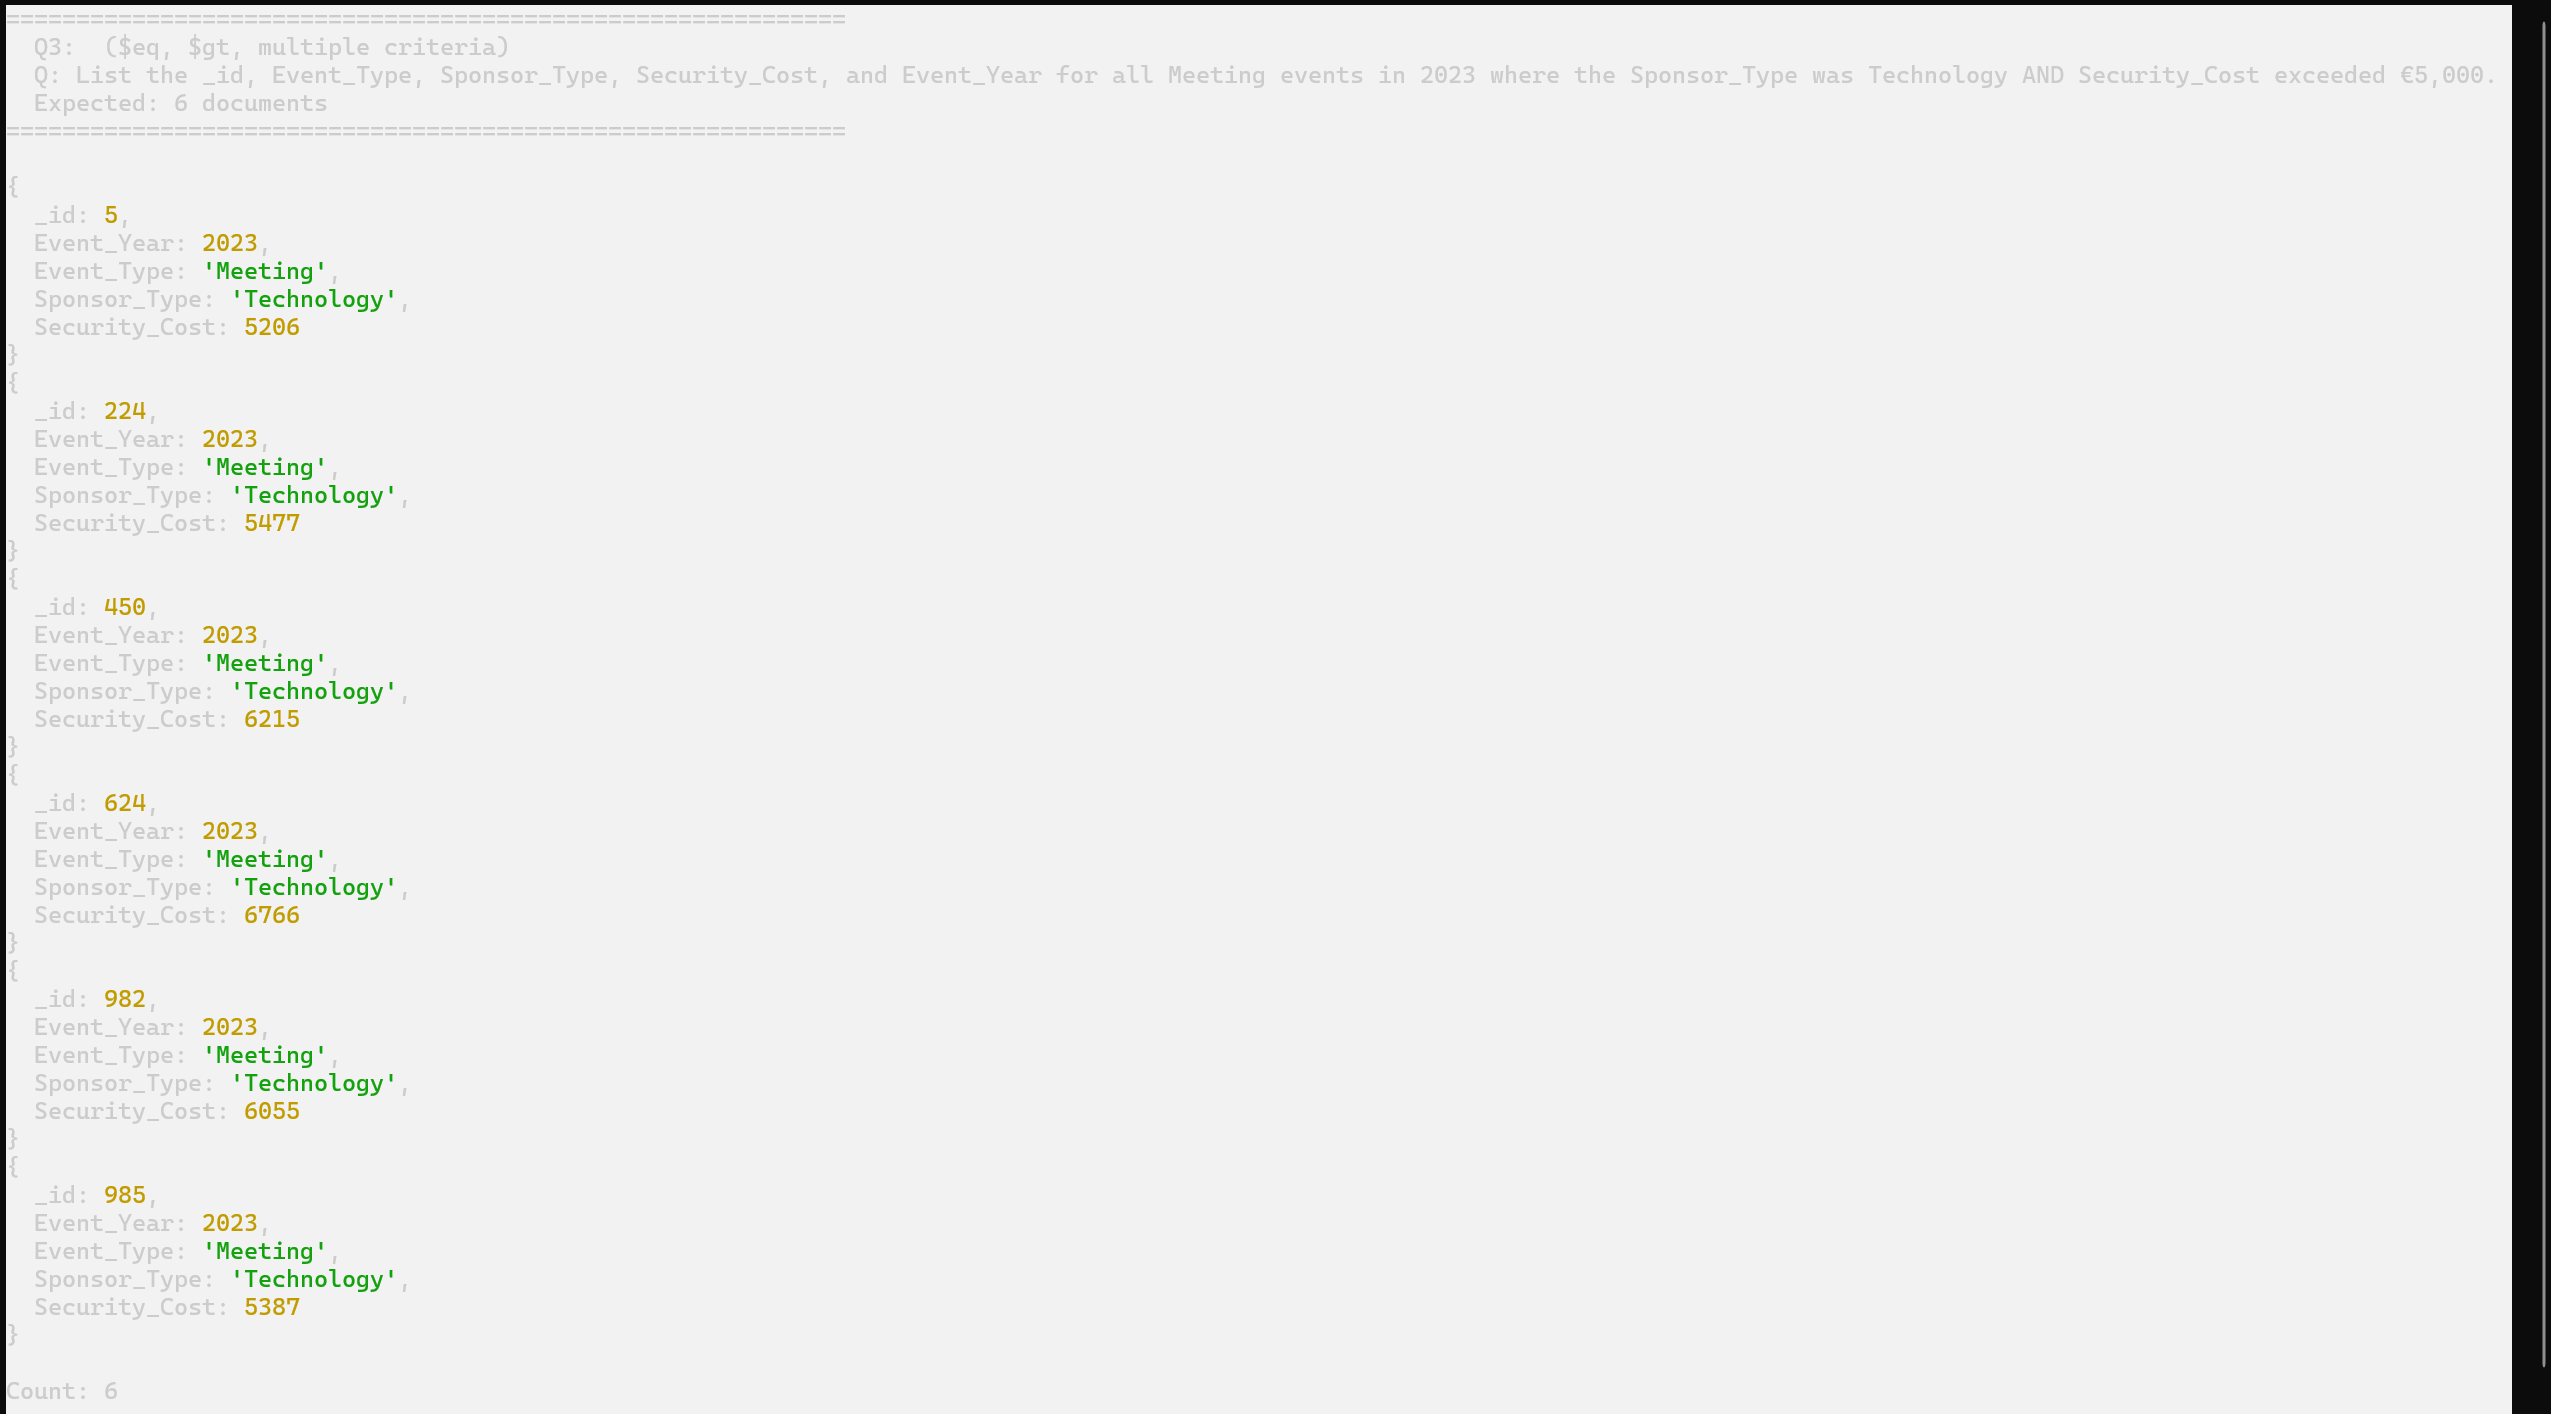 ============================================================
Q3:  ($eq, $gt, multiple criteria)
Q: List the _id, Event_Type, Sponsor_Type, Security_Cost, and Event_Year for all Meeting events in 2023 where the Sponsor_Type was Technology AND Security_Cost exceeded €5,000.
Expected: 6 documents
============================================================
{
_id: 5,
Event_Year: 2023,
Event_Type: 'Meeting',
Sponsor_Type: 'Technology',
Security_Cost: 5206
}
{
_id: 224,
Event_Year: 2023,
Event_Type: 'Meeting',
Sponsor_Type: 'Technology',
Security_Cost: 5477
}
{
_id: 450,
Event_Year: 2023,
Event_Type: 'Meeting',
Sponsor_Type: 'Technology',
Security_Cost: 6215
}
{
_id: 624,
Event_Year: 2023,
Event_Type: 'Meeting',
Sponsor_Type: 'Technology',
Security_Cost: 6766
}
{
_id: 982,
Event_Year: 2023,
Event_Type: 'Meeting',
Sponsor_Type: 'Technology',
Security_Cost: 6055
}
{
_id: 985,
Event_Year: 2023,
Event_Type: 'Meeting',
Sponsor_Type: 'Technology',
Security_Cost: 5387
}
Count: 6